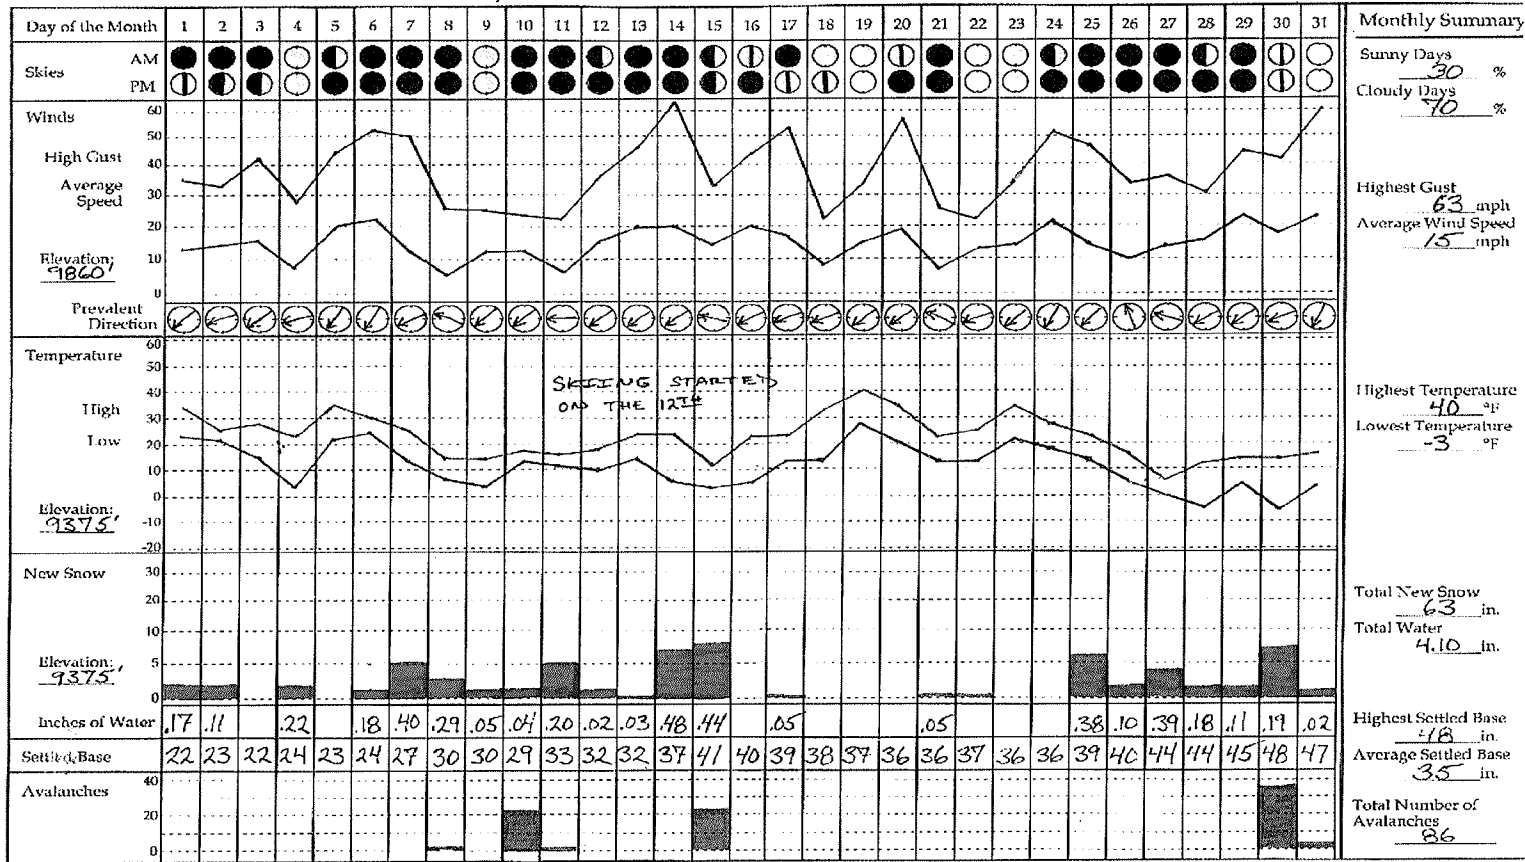 Day of the Month 1 2 3 4 5 6 7 8 9 10 11 12 13 14 15 16 17 18 19 20 21 22 23 24 25 26 27 28 29 30 31 Monthly Summary
Skies AM
PM
Sunny Days
30 %
Cloudy Days
70 %
Winds
60
50
High Gust 40
Average Speed 30
20
10
Elevation:
9860'
0
Highest Gust
63 mph
Average Wind Speed
15 mph
Prevalent
Direction
Temperature
60
50
40
High 30
Low 20
10
0
Elevation: -10
9375'
-20
SKIING STARTED
ON THE 12TH
Highest Temperature
40 °F
Lowest Temperature
-3 °F
New Snow 30
20
10
Elevation: 5
9375'
0
Total New Snow
63 in.
Total Water
4.10 in.
Inches of Water .17 .11 .22 .18 .40 .29 .05 .04 .20 .02 .03 .48 .44 .05 .05 .38 .10 .39 .18 .11 .19 .02
Settled Base 22 23 22 24 23 24 27 30 30 29 33 32 32 37 41 40 39 38 37 36 36 37 36 36 39 40 44 44 45 48 47
Highest Settled Base
48 in.
Average Settled Base
35 in.
Avalanches
40
20
0
Total Number of
Avalanches
86